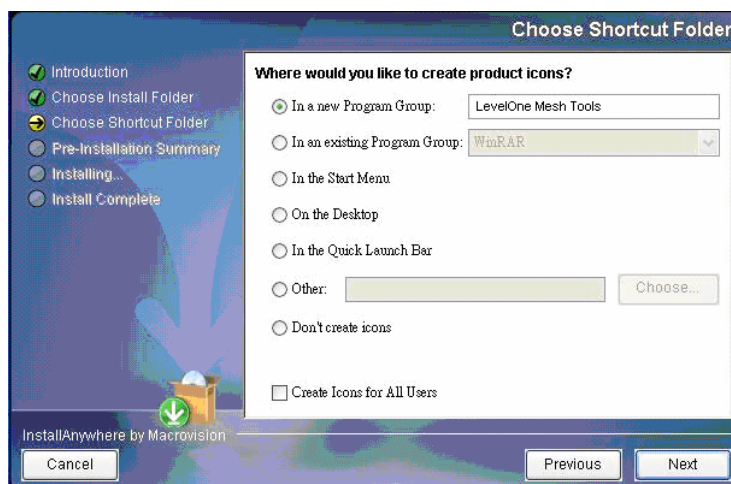 Choose Shortcut Folder
Introduction
Choose Install Folder
Choose Shortcut Folder
Pre-Installation Summary
Installing...
Install Complete
Where would you like to create product icons?
In a new Program Group: LevelOne Mesh Tools
In an existing Program Group: WinRAR
In the Start Menu
On the Desktop
In the Quick Launch Bar
Other: Choose...
Don't create icons
Create Icons for All Users
InstallAnywhere by Macrovision
Cancel Previous Next